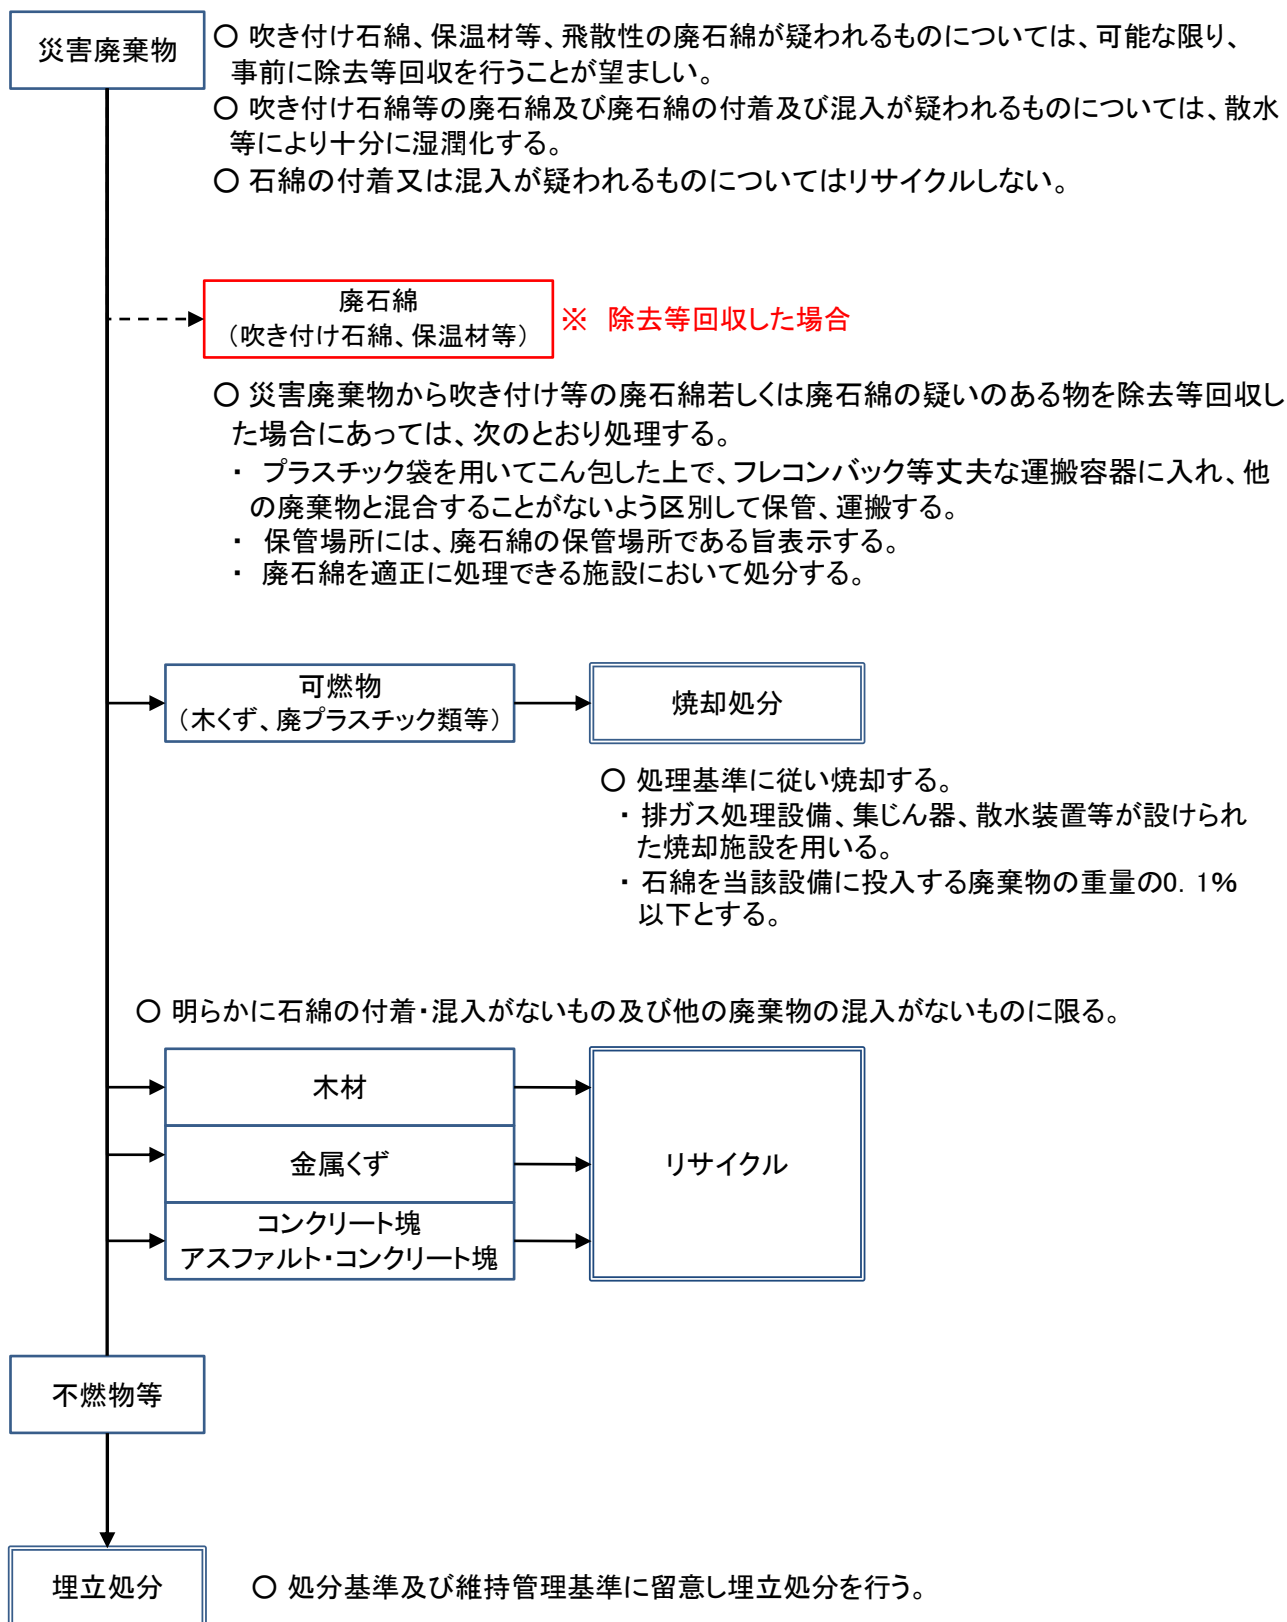 災害廃棄物
○ 吹き付け石綿、保温材等、飛散性の廃石綿が疑われるものについては、可能な限り、
事前に除去等回収を行うことが望ましい。
○ 吹き付け石綿等の廃石綿及び廃石綿の付着及び混入が疑われるものについては、散水
等により十分に湿潤化する。
○ 石綿の付着又は混入が疑われるものについてはリサイクルしない。
廃石綿
（吹き付け石綿、保温材等）
※ 除去等回収した場合
○ 災害廃棄物から吹き付け等の廃石綿若しくは廃石綿の疑いのある物を除去等回収し
た場合にあっては、次のとおり処理する。
・ プラスチック袋を用いてこん包した上で、フレコンバック等丈夫な運搬容器に入れ、他
の廃棄物と混合することがないよう区別して保管、運搬する。
・ 保管場所には、廃石綿の保管場所である旨表示する。
・ 廃石綿を適正に処理できる施設において処分する。
可燃物
（木くず、廃プラスチック類等）
焼却処分
○ 処理基準に従い焼却する。
・排ガス処理設備、集じん器、散水装置等が設けられ
た焼却施設を用いる。
・石綿を当該設備に投入する廃棄物の重量の0．1％
以下とする。
○ 明らかに石綿の付着・混入がないもの及び他の廃棄物の混入がないものに限る。
木材
金属くず
コンクリート塊
アスファルト・コンクリート塊
リサイクル
不燃物等
埋立処分
○ 処分基準及び維持管理基準に留意し埋立処分を行う。